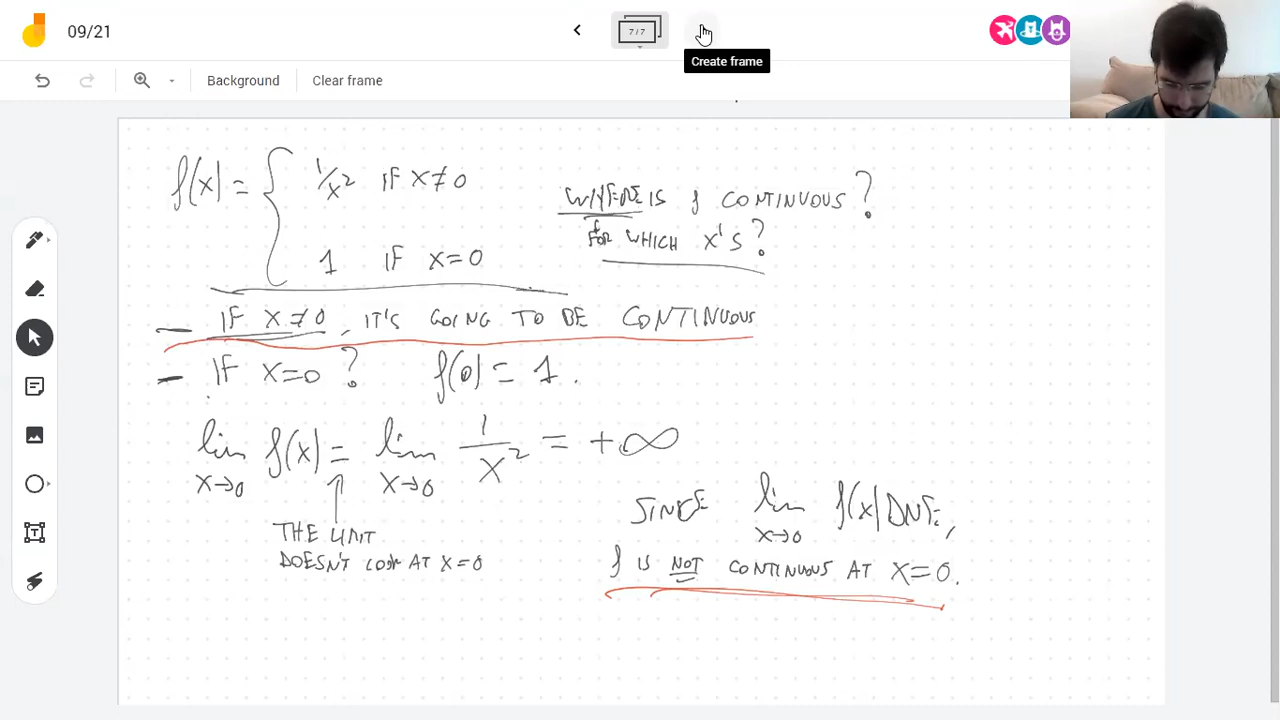 09/21
7/7
Create frame
Background
Clear frame
f(x) = { 1/x² IF x≠0
1 IF x=0
WHERE IS f CONTINUOUS?
FOR WHICH x'S?
— IF x≠0, IT'S GOING TO BE CONTINUOUS
— IF x=0? f(0) = 1.
lim x→0 f(x) = lim x→0 1/x² = +∞
↑
THE LIMIT
DOESN'T LOOK AT x=0
SINCE lim x→0 f(x) DNE,
f IS NOT CONTINUOUS AT x=0.